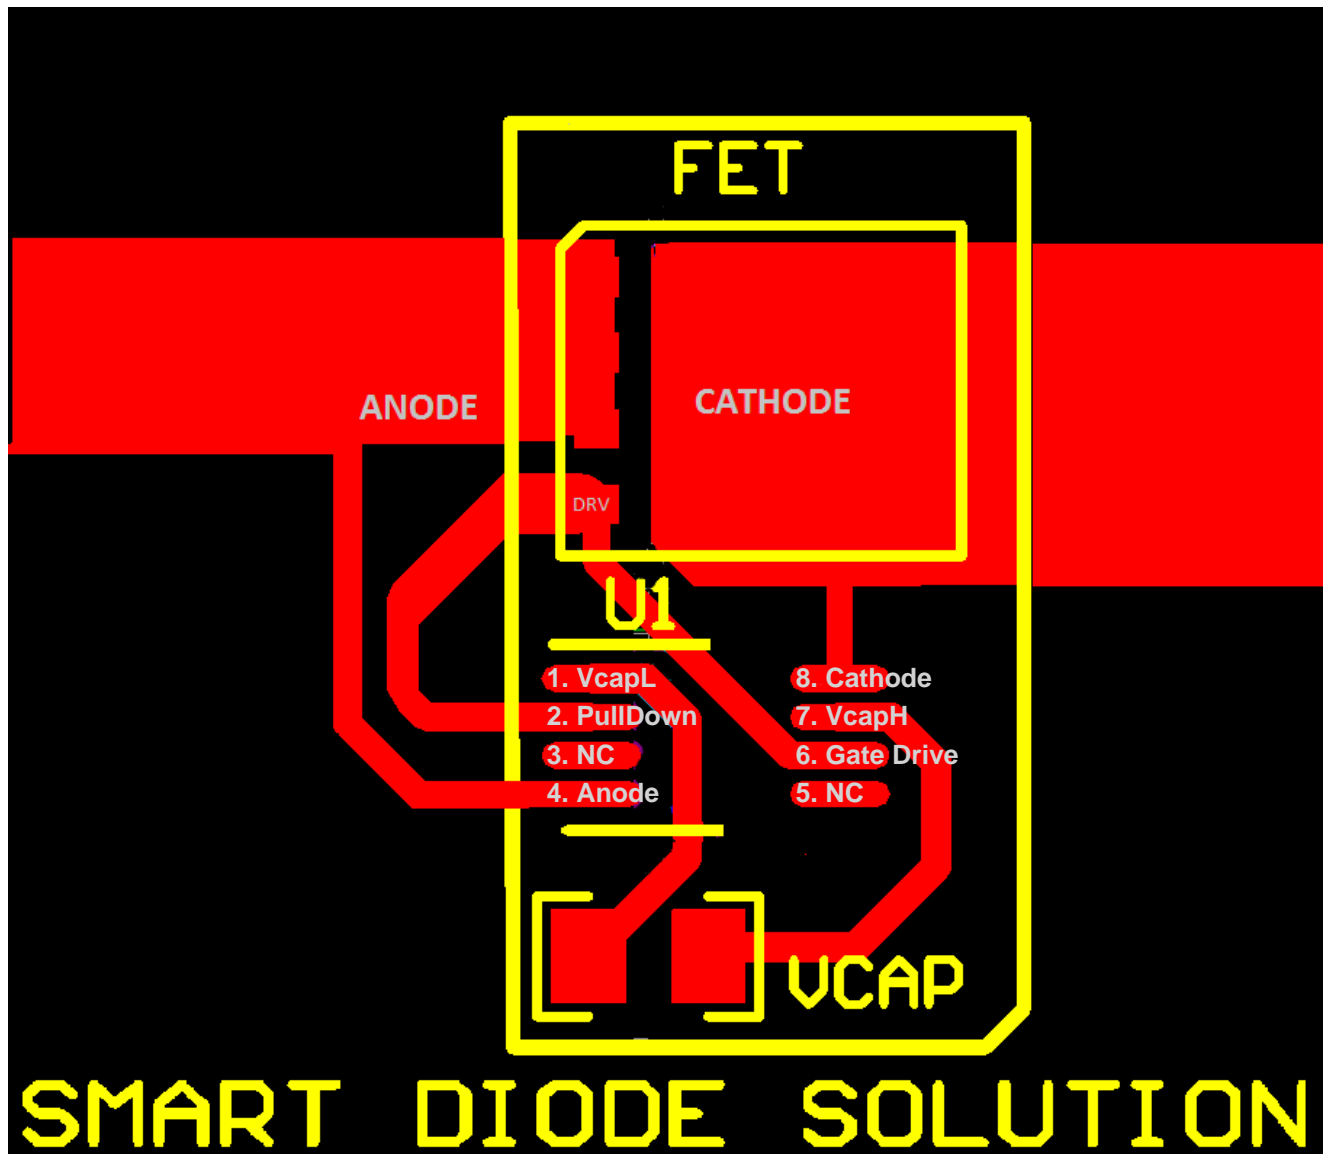 FET
ANODE
CATHODE
DRV
U1
1. VcapL
8. Cathode
2. PullDown
7. VcapH
3. NC
6. Gate Drive
4. Anode
5. NC
VCAP
SMART DIODE SOLUTION